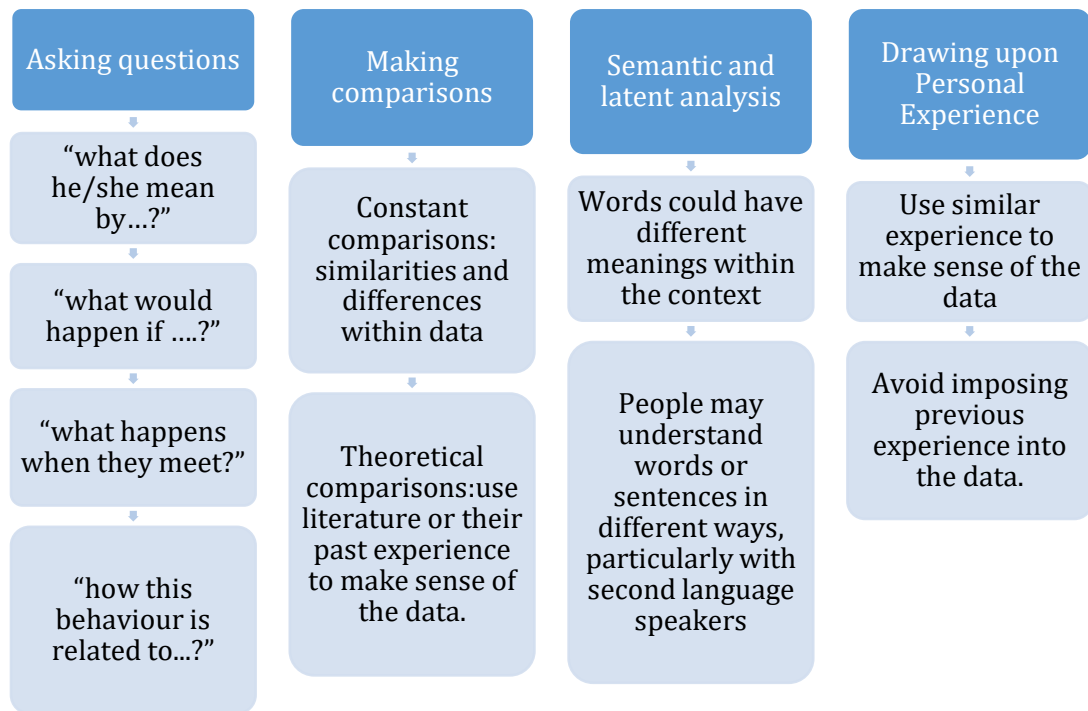 Asking questions
“what does
he/she mean
by…?”
“what would
happen if ….?”
“what happens
when they meet?”
“how this
behaviour is
related to...?”
Making
comparisons
Constant
comparisons:
similarities and
differences
within data
Theoretical
comparisons:use
literature or their
past experience
to make sense of
the data.
Semantic and
latent analysis
Words could have
different
meanings within
the context
People may
understand
words or
sentences in
different ways,
particularly with
second language
speakers
Drawing upon
Personal
Experience
Use similar
experience to
make sense of the
data
Avoid imposing
previous
experience into
the data.